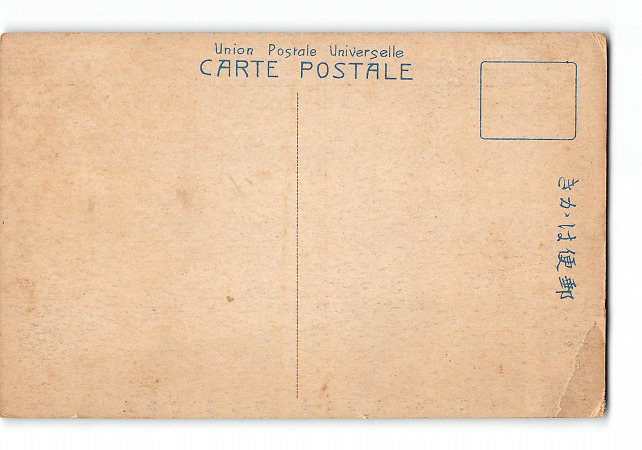 Union Postale Universelle
CARTE POSTALE
郵便はかき